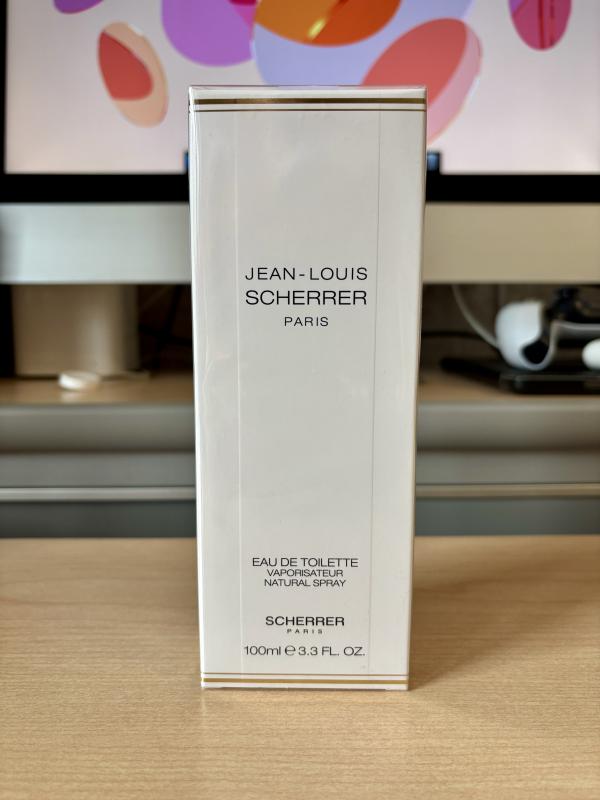 JEAN-LOUIS
SCHERRER
PARIS
EAU DE TOILETTE
VAPORISATEUR
NATURAL SPRAY
SCHERRER
PARIS
100ml ℮ 3.3 FL. OZ.